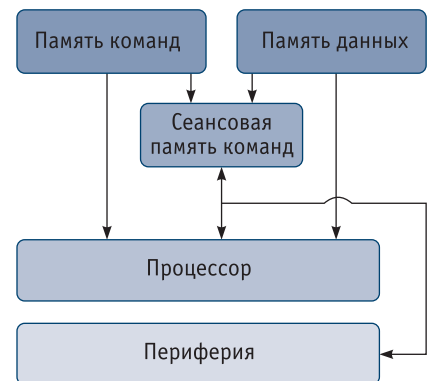 Память команд
Память данных
Сеансовая
память команд
Процессор
Периферия